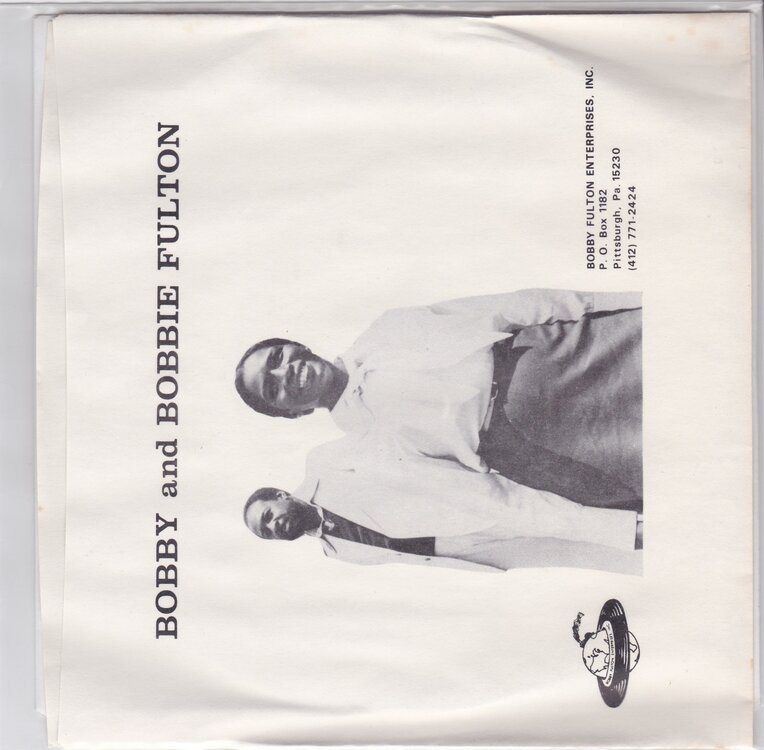 BOBBY and BOBBIE FULTON
BOBBY FULTON ENTERPRISES, INC.
P. O. Box 1182
Pittsburgh, Pa. 15230
(412) 771-2424